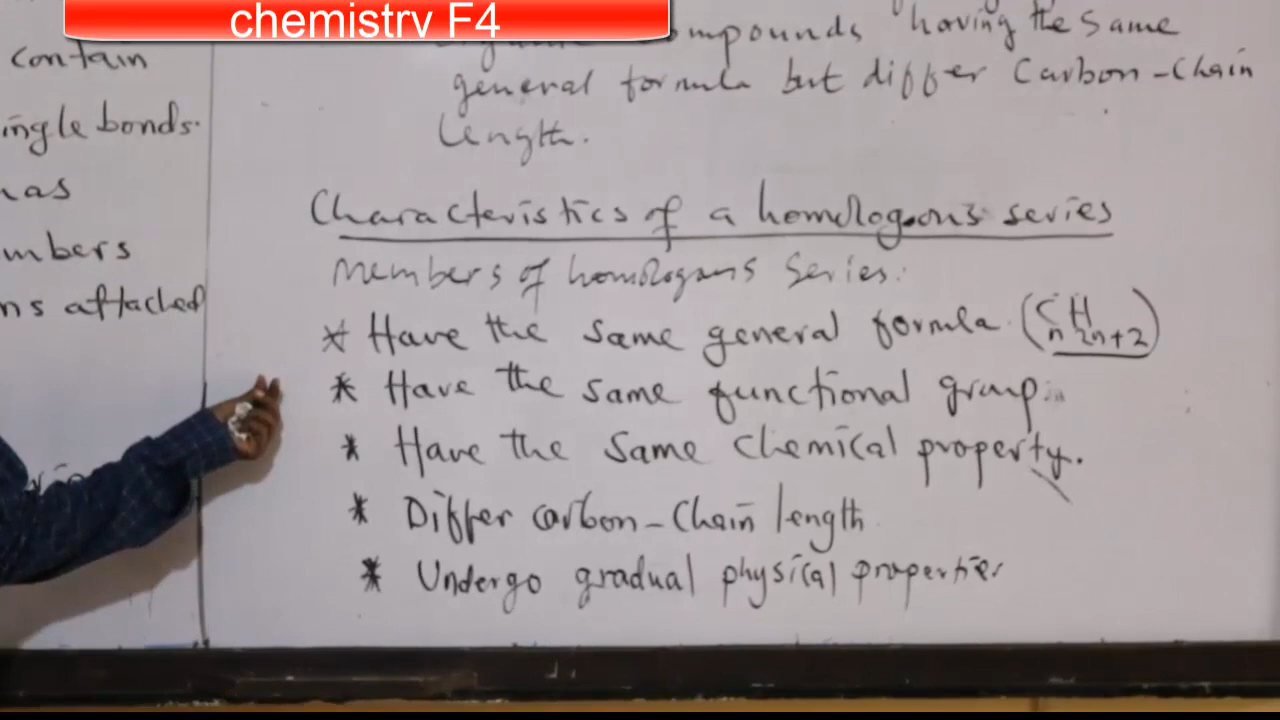 chemistry F4
contain
ingle bonds.
has
mbers
ns attached
compounds having the same
general formula but differ Carbon-Chain
length.
Characteristics of a homologous series
Members of homologous series:
* Have the same general formula. (CnH2n+2)
* Have the same functional group.
* Have the same chemical property.
* Differ carbon-chain length
* Undergo gradual physical properties